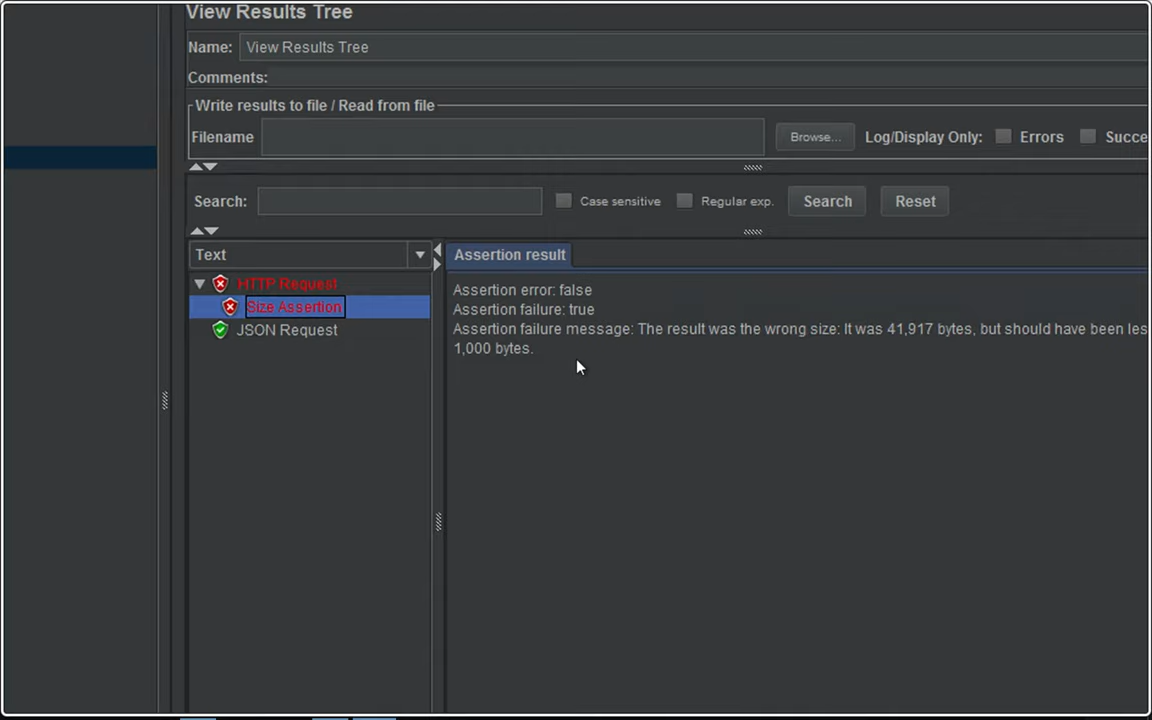 View Results Tree
Name: View Results Tree
Comments:
Write results to file / Read from file
Filename Browse... Log/Display Only: Errors Succe
Search: Case sensitive Regular exp. Search Reset
Text Assertion result
HTTP Request
Size Assertion
JSON Request
Assertion error: false
Assertion failure: true
Assertion failure message: The result was the wrong size: It was 41,917 bytes, but should have been les
1,000 bytes.